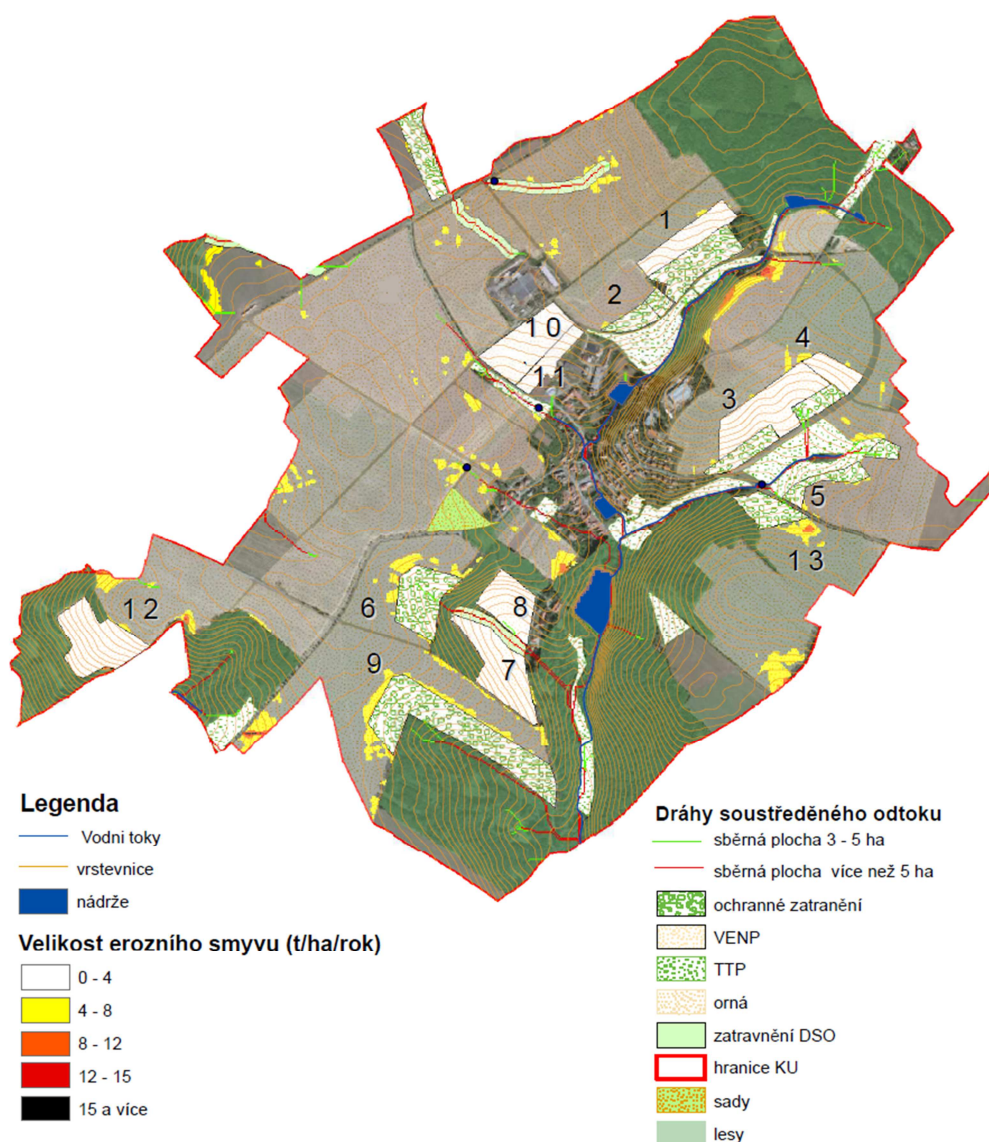 1
2
10
4
11
3
5
13
12
6
8
7
9
Legenda
Vodni toky
vrstevnice
nádrže
Velikost erozního smyvu (t/ha/rok)
0 - 4
4 - 8
8 - 12
12 - 15
15 a více
Dráhy soustředěného odtoku
sběrná plocha 3 - 5 ha
sběrná plocha více než 5 ha
ochranné zatranění
VENP
TTP
orná
zatravnění DSO
hranice KU
sady
lesy